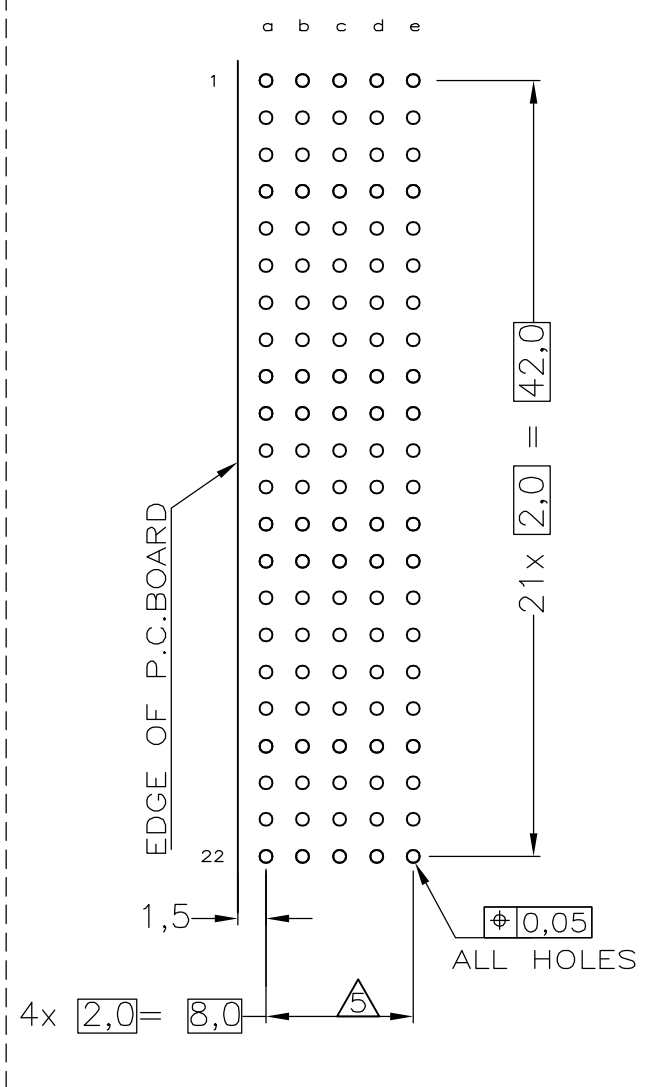 a b c d e
1
42,0
=
2,0
21x
EDGE OF P.C.BOARD
22
1,5
⌖ 0,05
ALL HOLES
4x 2,0= 8,0
5